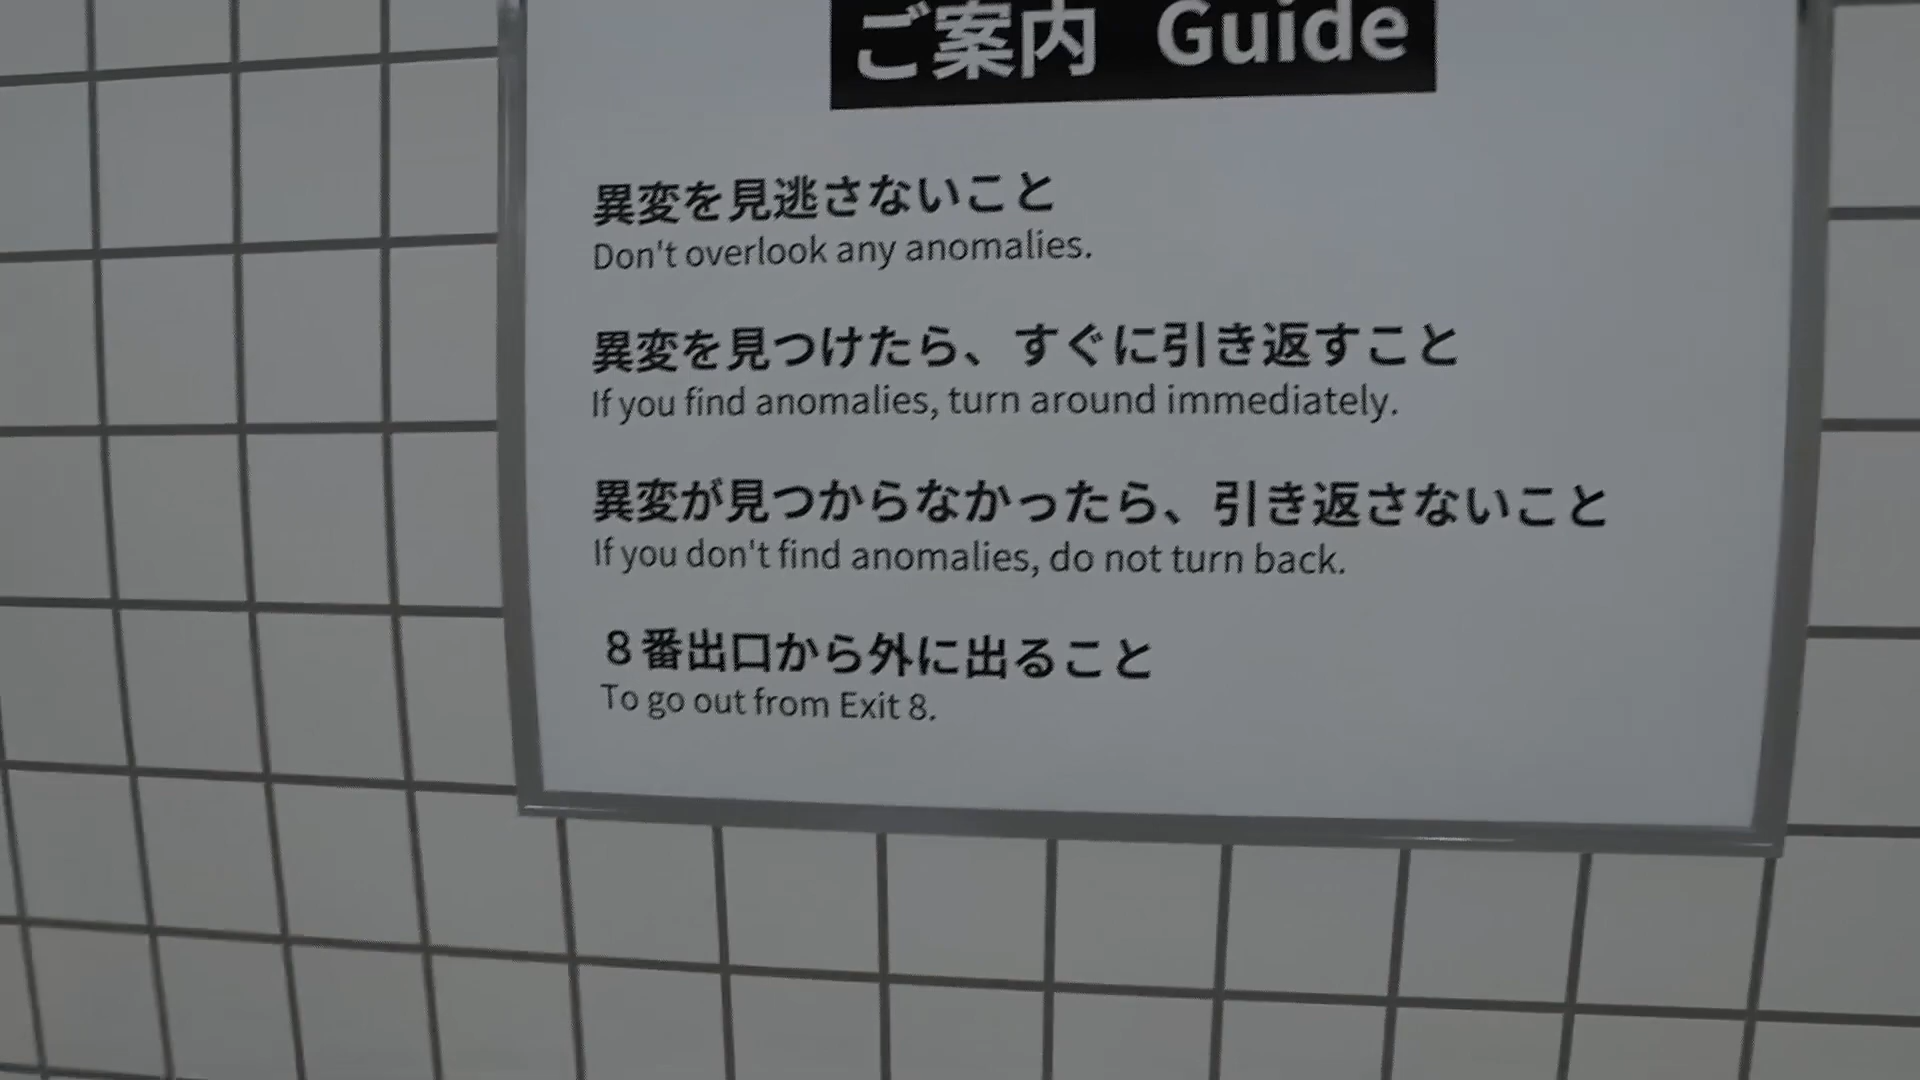 ご案内 Guide
異変を見逃さないこと
Don't overlook any anomalies.
異変を見つけたら、すぐに引き返すこと
If you find anomalies, turn around immediately.
異変が見つからなかったら、引き返さないこと
If you don't find anomalies, do not turn back.
8番出口から外に出ること
To go out from Exit 8.